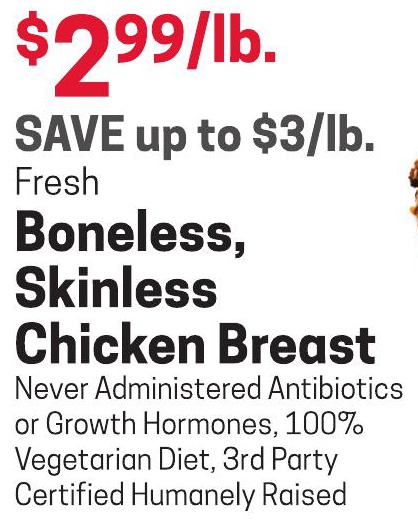 $2.99/lb.
SAVE up to $3/lb.
Fresh
Boneless,
Skinless
Chicken Breast
Never Administered Antibiotics
or Growth Hormones, 100%
Vegetarian Diet, 3rd Party
Certified Humanely Raised